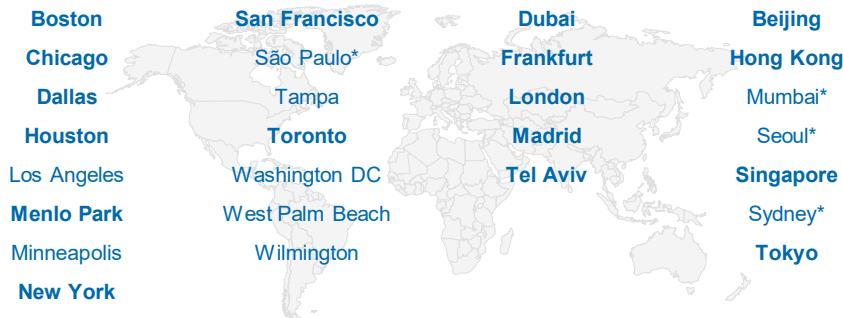 Boston
Chicago
Dallas
Houston
Los Angeles
Menlo Park
Minneapolis
New York
San Francisco
São Paulo*
Tampa
Toronto
Washington DC
West Palm Beach
Wilmington
Dubai
Frankfurt
London
Madrid
Tel Aviv
Beijing
Hong Kong
Mumbai*
Seoul*
Singapore
Sydney*
Tokyo